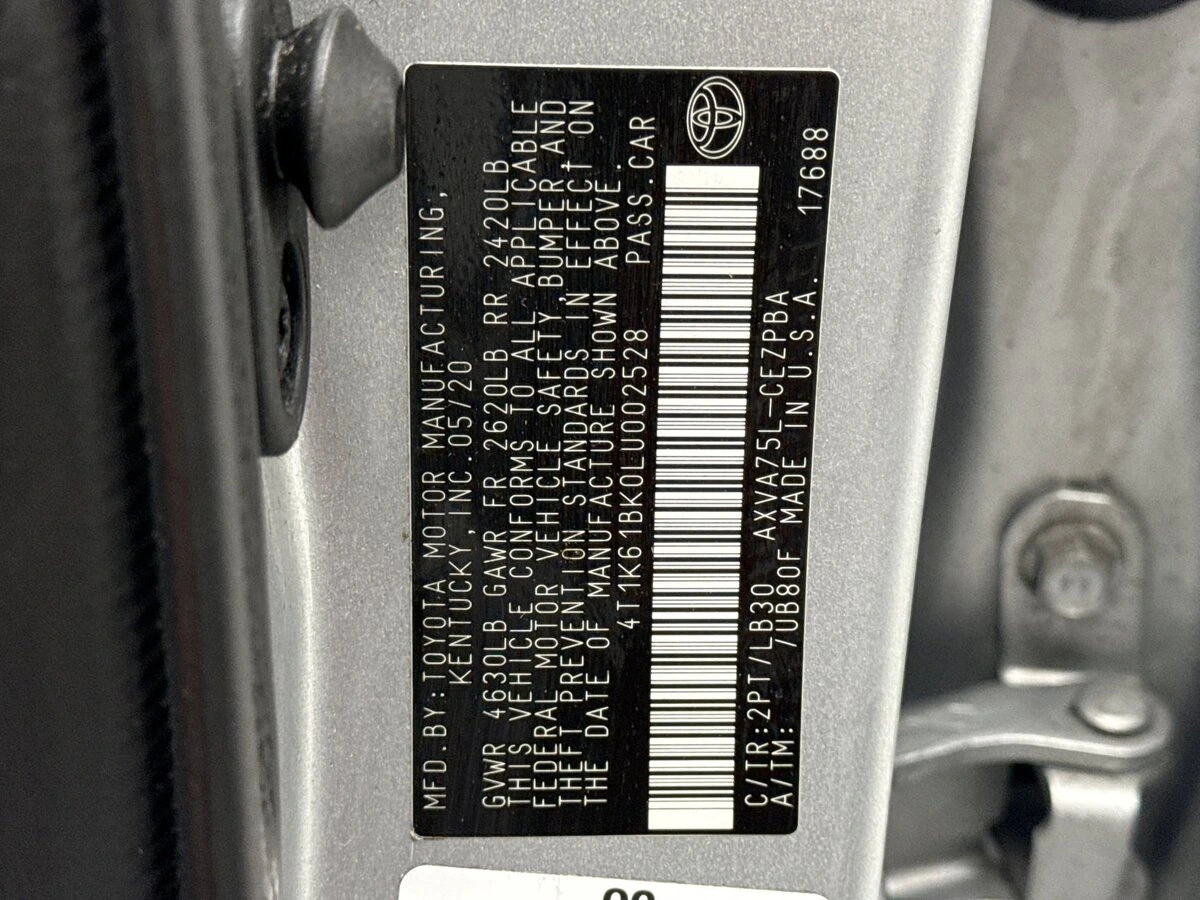 MFD.BY:TOYOTA MOTOR MANUFACTURING,
KENTUCKY,INC.05/20
GVWR 4630LB GAWR FR 2620LB RR 2420LB
THIS VEHICLE CONFORMS TO ALL APPLICABLE
FEDERAL MOTOR VEHICLE SAFETY,BUMPER,AND
THEFT PREVENTION STANDARDS IN EFFECT ON
THE DATE OF MANUFACTURE SHOWN ABOVE.
4T1K61BK0LU002528 PASS.CAR
C/TR:2PT/LB30 AXVA75L-CEZPBA
A/TM: /UB80F MADE IN U.S.A. 17688